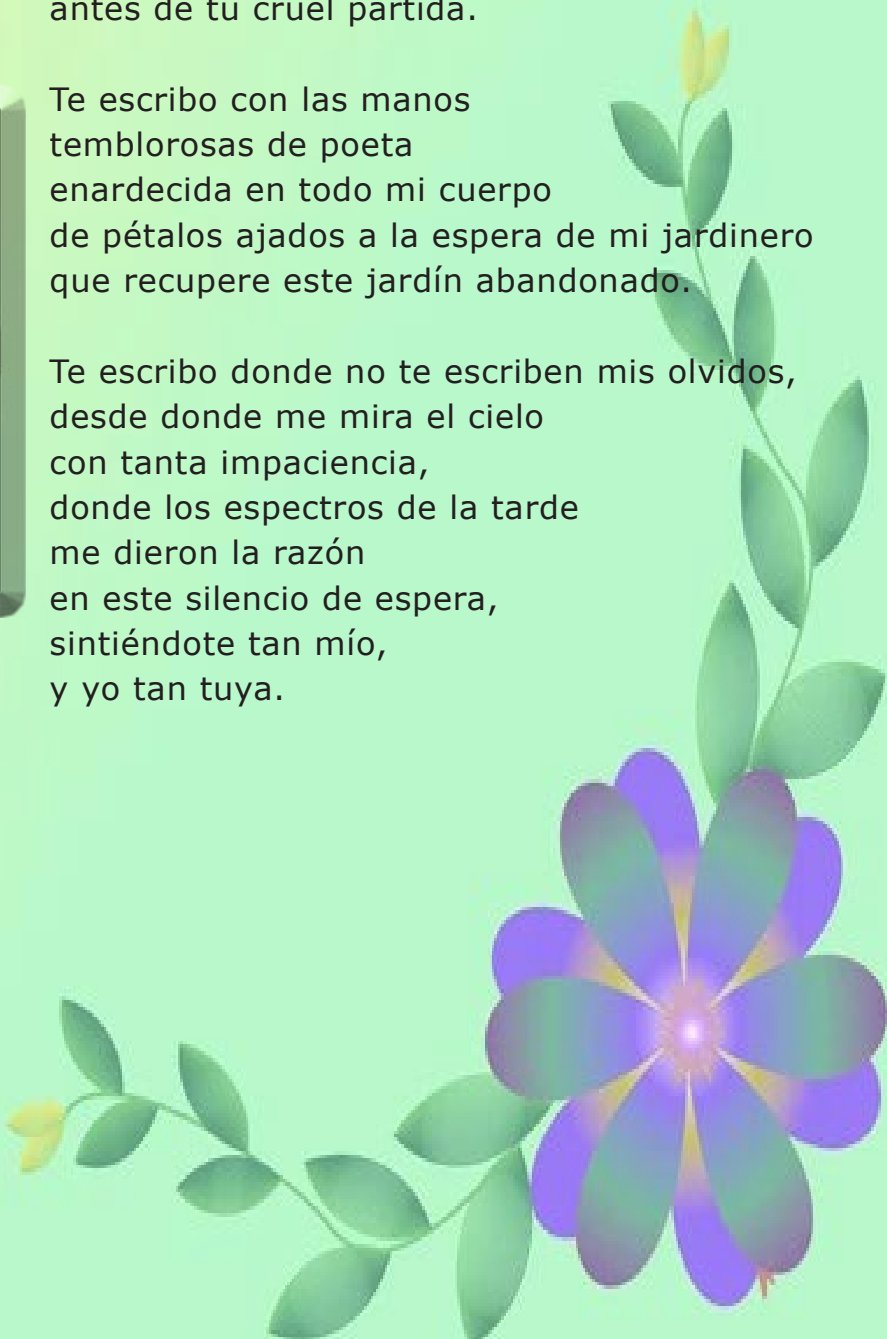 antes de tu cruel partida.
Te escribo con las manos
temblorosas de poeta
enardecida en todo mi cuerpo
de pétalos ajados a la espera de mi jardinero
que recupere este jardín abandonado.
Te escribo donde no te escriben mis olvidos,
desde donde me mira el cielo
con tanta impaciencia,
donde los espectros de la tarde
me dieron la razón
en este silencio de espera,
sintiéndote tan mío,
y yo tan tuya.